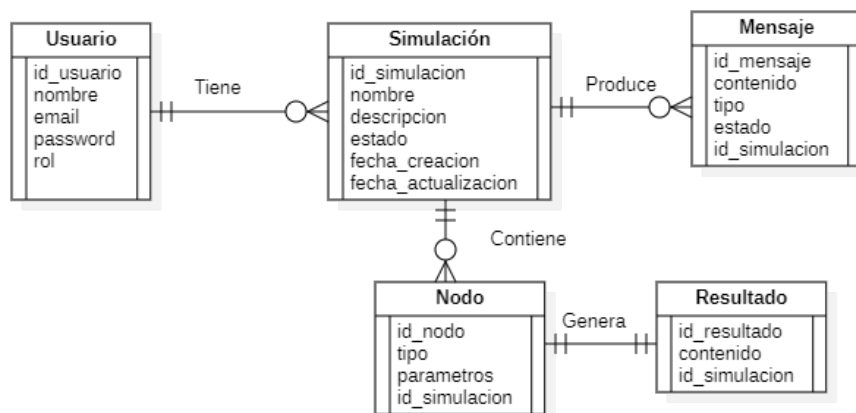 Usuario
id_usuario
nombre
email
password
rol
Tiene
Simulación
id_simulacion
nombre
descripcion
estado
fecha_creacion
fecha_actualizacion
Produce
Mensaje
id_mensaje
contenido
tipo
estado
id_simulacion
Contiene
Nodo
id_nodo
tipo
parametros
id_simulacion
Genera
Resultado
id_resultado
contenido
id_simulacion